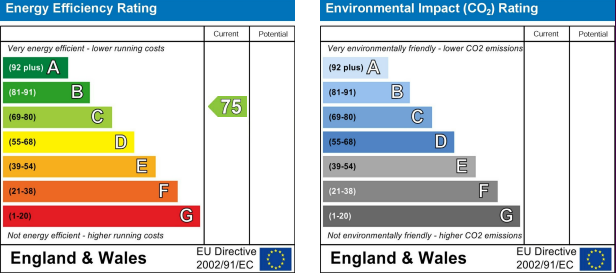 Energy Efficiency Rating
Current Potential
Very energy efficient - lower running costs
(92 plus) A
(81-91) B
(69-80) C
75
(55-68) D
(39-54) E
(21-38) F
(1-20) G
Not energy efficient - higher running costs
England & Wales
EU Directive
2002/91/EC
Environmental Impact (CO₂) Rating
Current Potential
Very environmentally friendly - lower CO2 emissions
(92 plus) A
(81-91) B
(69-80) C
(55-68) D
(39-54) E
(21-38) F
(1-20) G
Not environmentally friendly - higher CO2 emissions
England & Wales
EU Directive
2002/91/EC